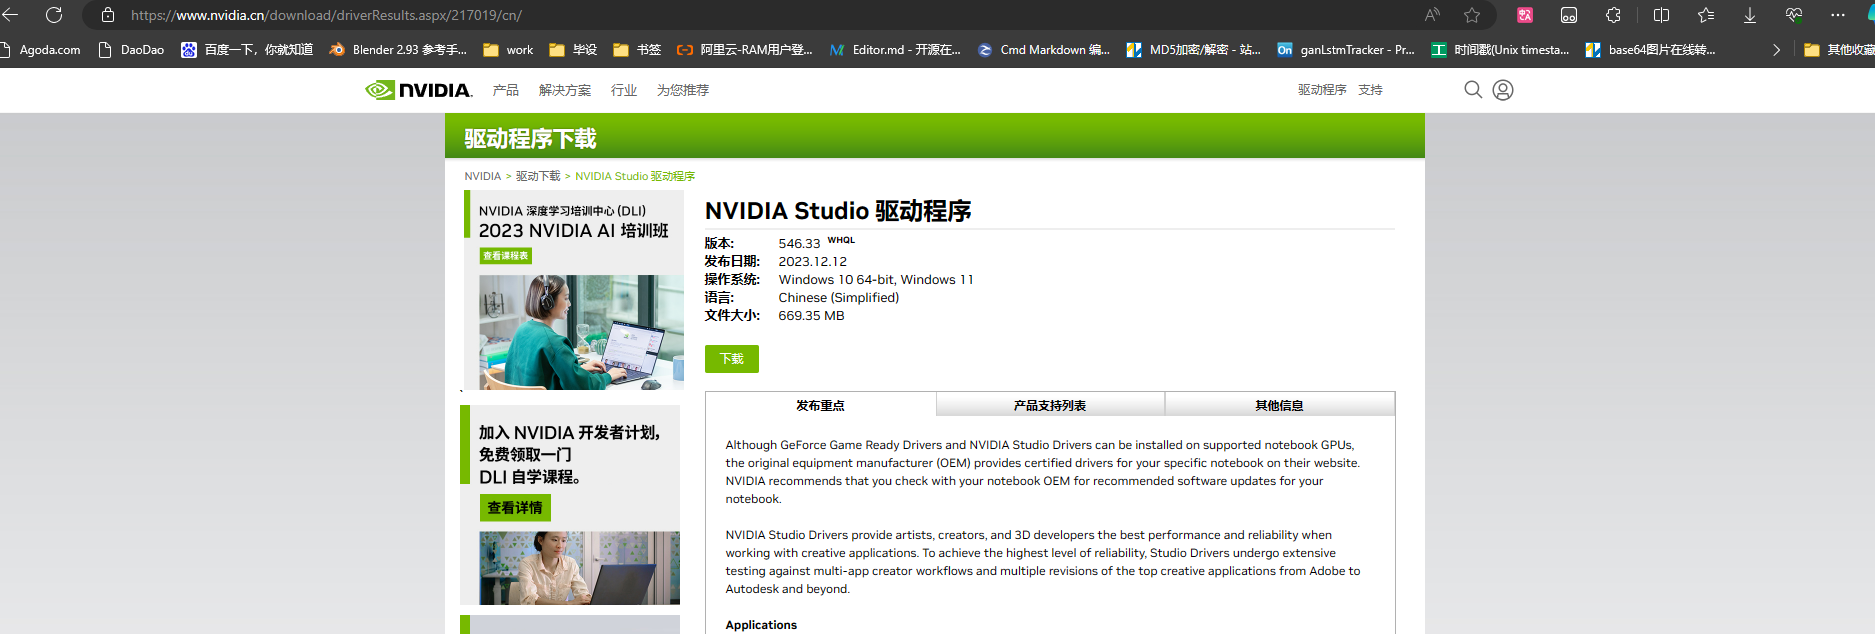 https://www.nvidia.cn/download/driverResults.aspx/217019/cn/
Agoda.com DaoDao 百度一下，你就知道 Blender 2.93 参考手... work 毕设 书签 阿里云-RAM用户登... Editor.md - 开源在... Cmd Markdown 编... MD5加密/解密 - 站... ganLstmTracker - Pr... 时间戳(Unix timesta... base64图片在线转... 其他收藏
NVIDIA. 产品 解决方案 行业 为您推荐 驱动程序 支持
驱动程序下载
NVIDIA > 驱动下载 > NVIDIA Studio 驱动程序
NVIDIA 深度学习培训中心 (DLI)
2023 NVIDIA AI 培训班
查看课程表
加入 NVIDIA 开发者计划,
免费领取一门
DLI 自学课程。
查看详情
NVIDIA Studio 驱动程序
版本: 546.33 WHQL
发布日期: 2023.12.12
操作系统: Windows 10 64-bit, Windows 11
语言: Chinese (Simplified)
文件大小: 669.35 MB
下载
发布重点 产品支持列表 其他信息
Although GeForce Game Ready Drivers and NVIDIA Studio Drivers can be installed on supported notebook GPUs,
the original equipment manufacturer (OEM) provides certified drivers for your specific notebook on their website.
NVIDIA recommends that you check with your notebook OEM for recommended software updates for your
notebook.
NVIDIA Studio Drivers provide artists, creators, and 3D developers the best performance and reliability when
working with creative applications. To achieve the highest level of reliability, Studio Drivers undergo extensive
testing against multi-app creator workflows and multiple revisions of the top creative applications from Adobe to
Autodesk and beyond.
Applications